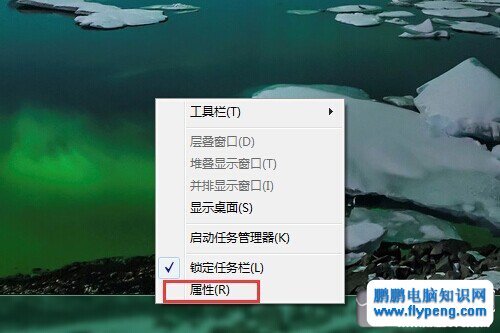 工具栏(T)
层叠窗口(D)
堆叠显示窗口(T)
并排显示窗口(I)
显示桌面(S)
启动任务管理器(K)
锁定任务栏(L)
属性(R)
鹏鹏电脑知识网
www.flypeng.com